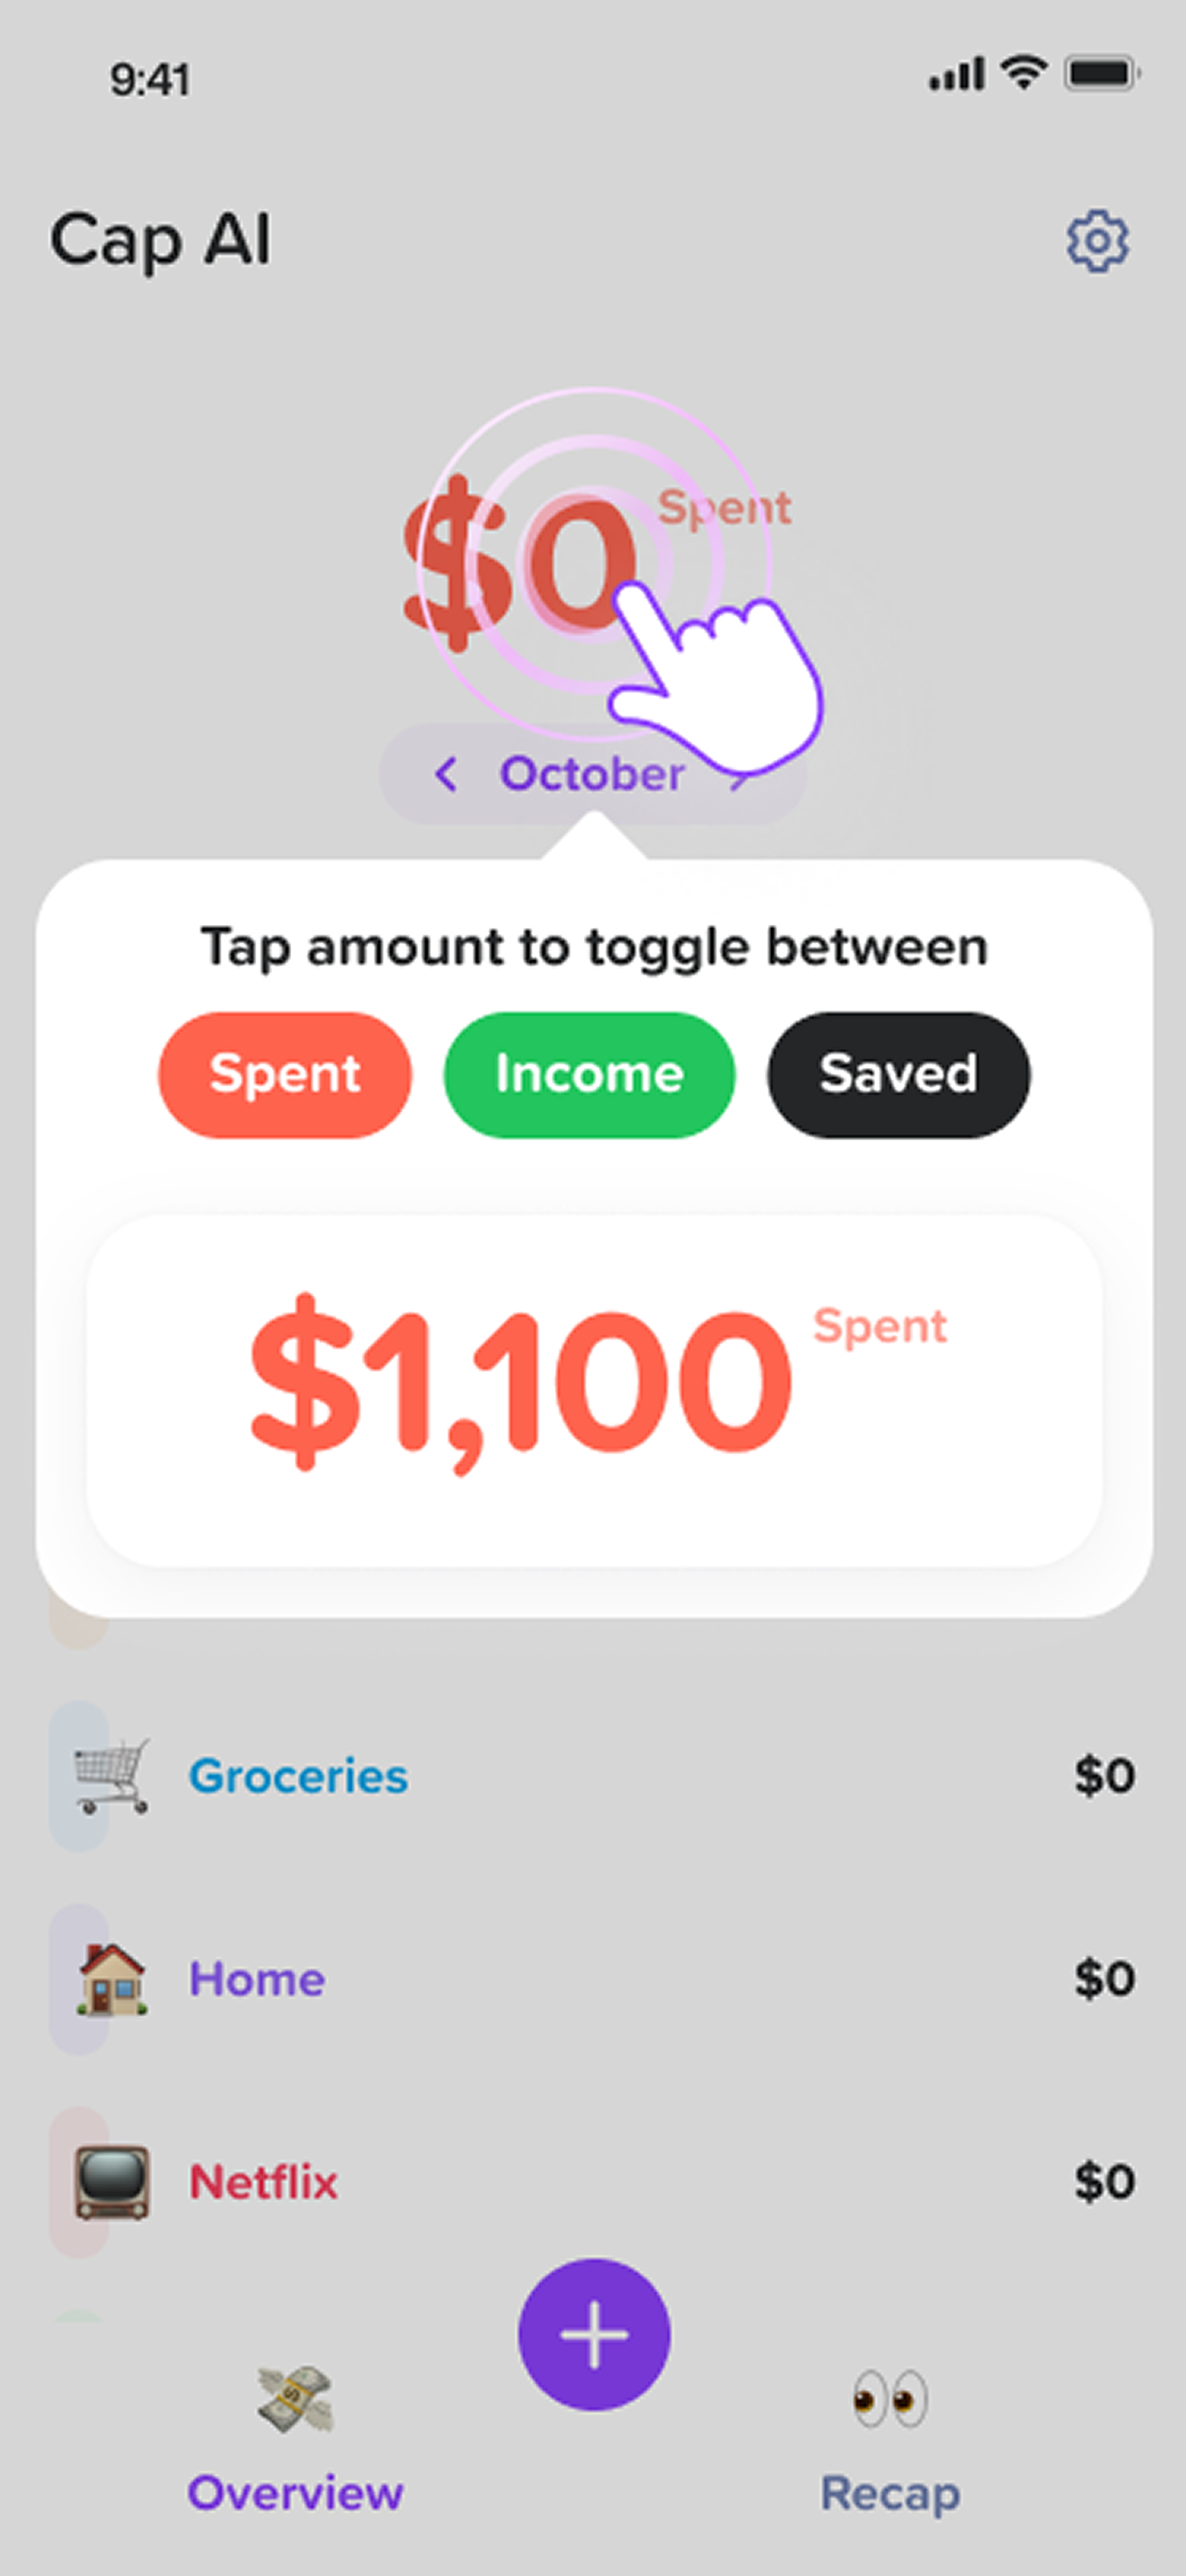 9:41
Cap AI
$0 Spent
October
Tap amount to toggle between
Spent Income Saved
$1,100 Spent
Groceries $0
Home $0
Netflix $0
Overview Recap